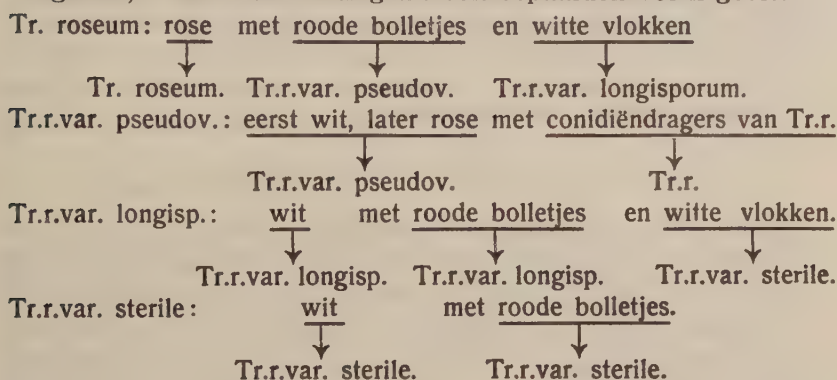 Tr. roseum: rose met roode bolletjes en witte vlokken
Tr. roseum. Tr.r.var. pseudov. Tr.r.var. longisporum.
Tr.r.var. pseudov.: eerst wit, later rose met conidiëndragers van Tr.r.
Tr.r.var. pseudov. Tr.r.
Tr.r.var. longisp.: wit met roode bolletjes en witte vlokken.
Tr.r.var. longisp. Tr.r.var. longisp. Tr.r.var. sterile.
Tr.r.var. sterile: wit met roode bolletjes.
Tr.r.var. sterile. Tr.r.var. sterile.